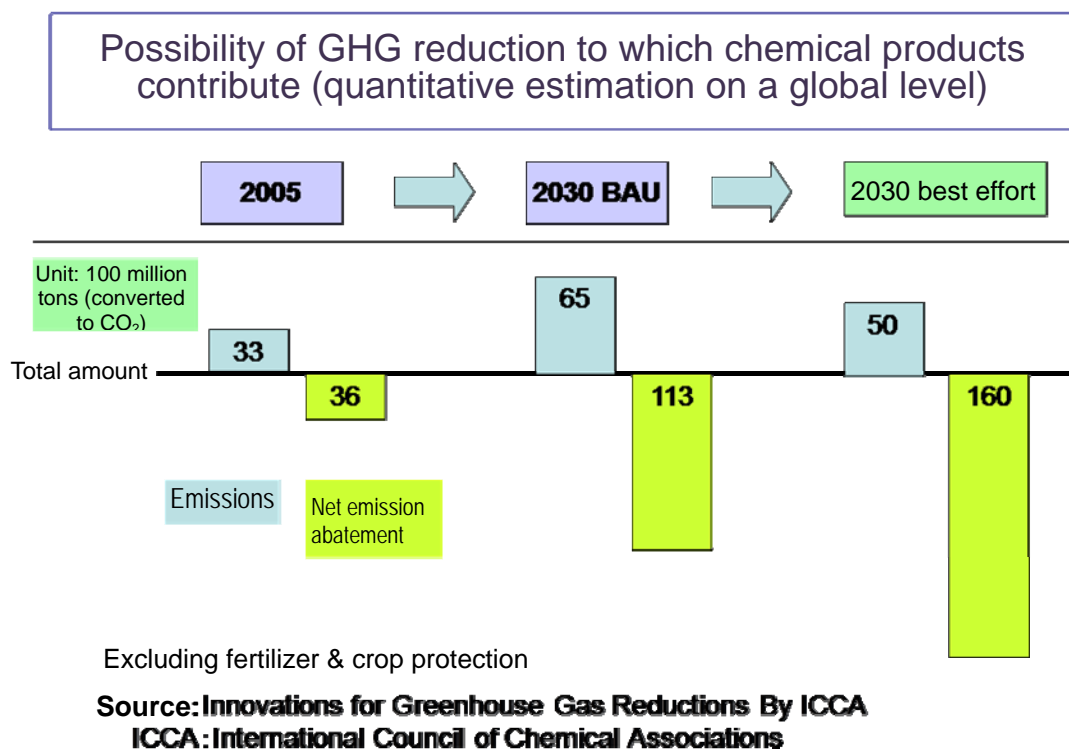 Possibility of GHG reduction to which chemical products
contribute (quantitative estimation on a global level)
2005
2030 BAU
2030 best effort
Unit: 100 million
tons (converted
to CO₂)
33
65
50
Total amount
36
113
160
Emissions
Net emission
abatement
Excluding fertilizer & crop protection
Source:Innovations for Greenhouse Gas Reductions By ICCA
ICCA:International Council of Chemical Associations